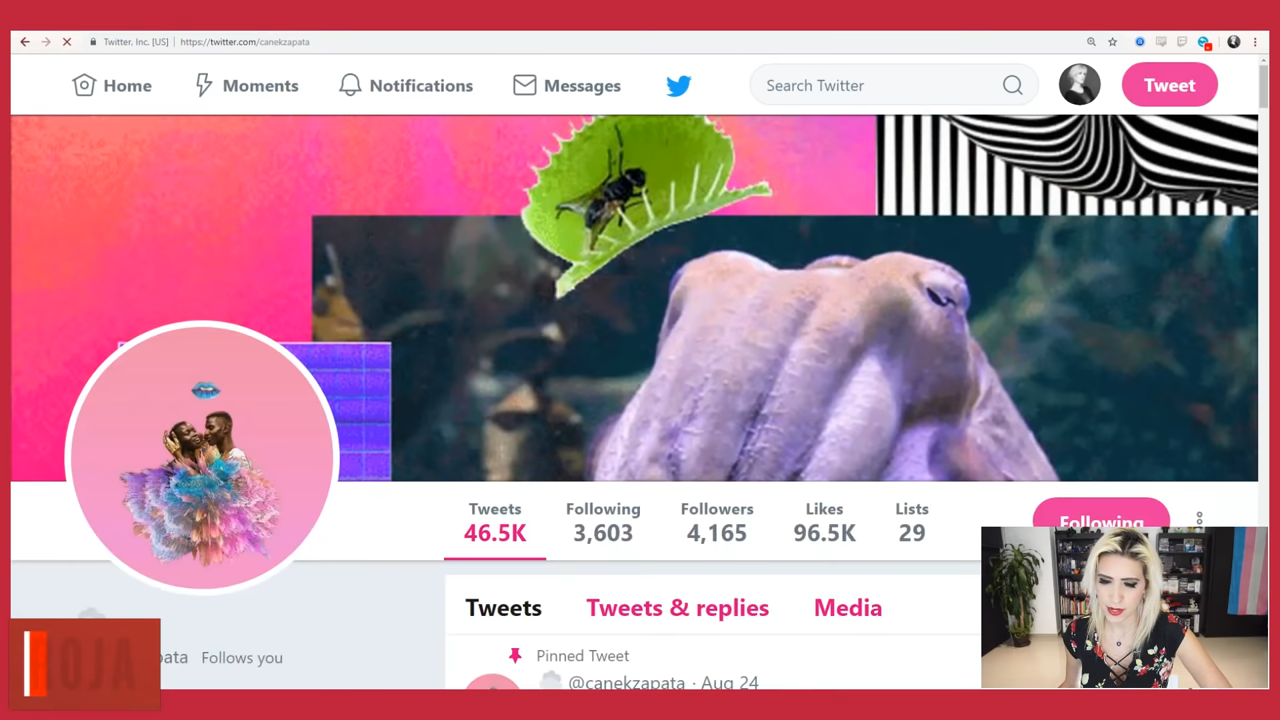 Twitter, Inc. [US] https://twitter.com/canekzapata
Home Moments Notifications Messages Search Twitter Tweet
Tweets Following Followers Likes Lists
46.5K 3,603 4,165 96.5K 29
Following
Tweets Tweets & replies Media
Pinned Tweet
@canekzapata · Aug 24
pata Follows you
HOJA